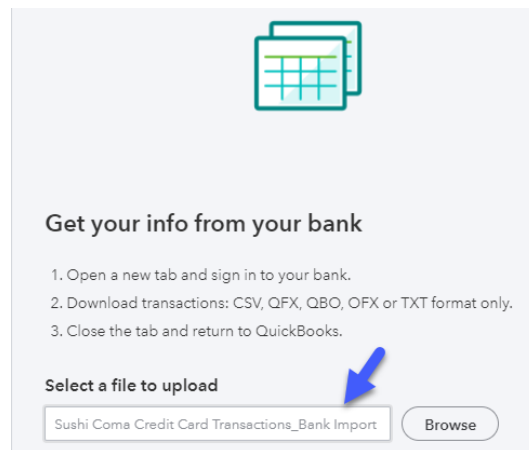 Get your info from your bank
1. Open a new tab and sign in to your bank.
2. Download transactions: CSV, QFX, QBO, OFX or TXT format only.
3. Close the tab and return to QuickBooks.
Select a file to upload
Sushi Coma Credit Card Transactions_Bank Import
Browse